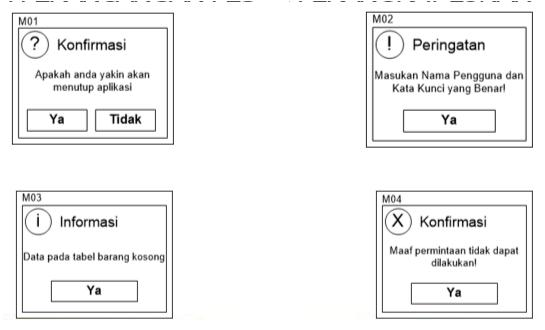 M01
? Konfirmasi
Apakah anda yakin akan
menutup aplikasi
Ya Tidak
M02
! Peringatan
Masukan Nama Pengguna dan
Kata Kunci yang Benar!
Ya
M03
i Informasi
Data pada tabel barang kosong
Ya
M04
X Konfirmasi
Maaf permintaan tidak dapat
dilakukan!
Ya